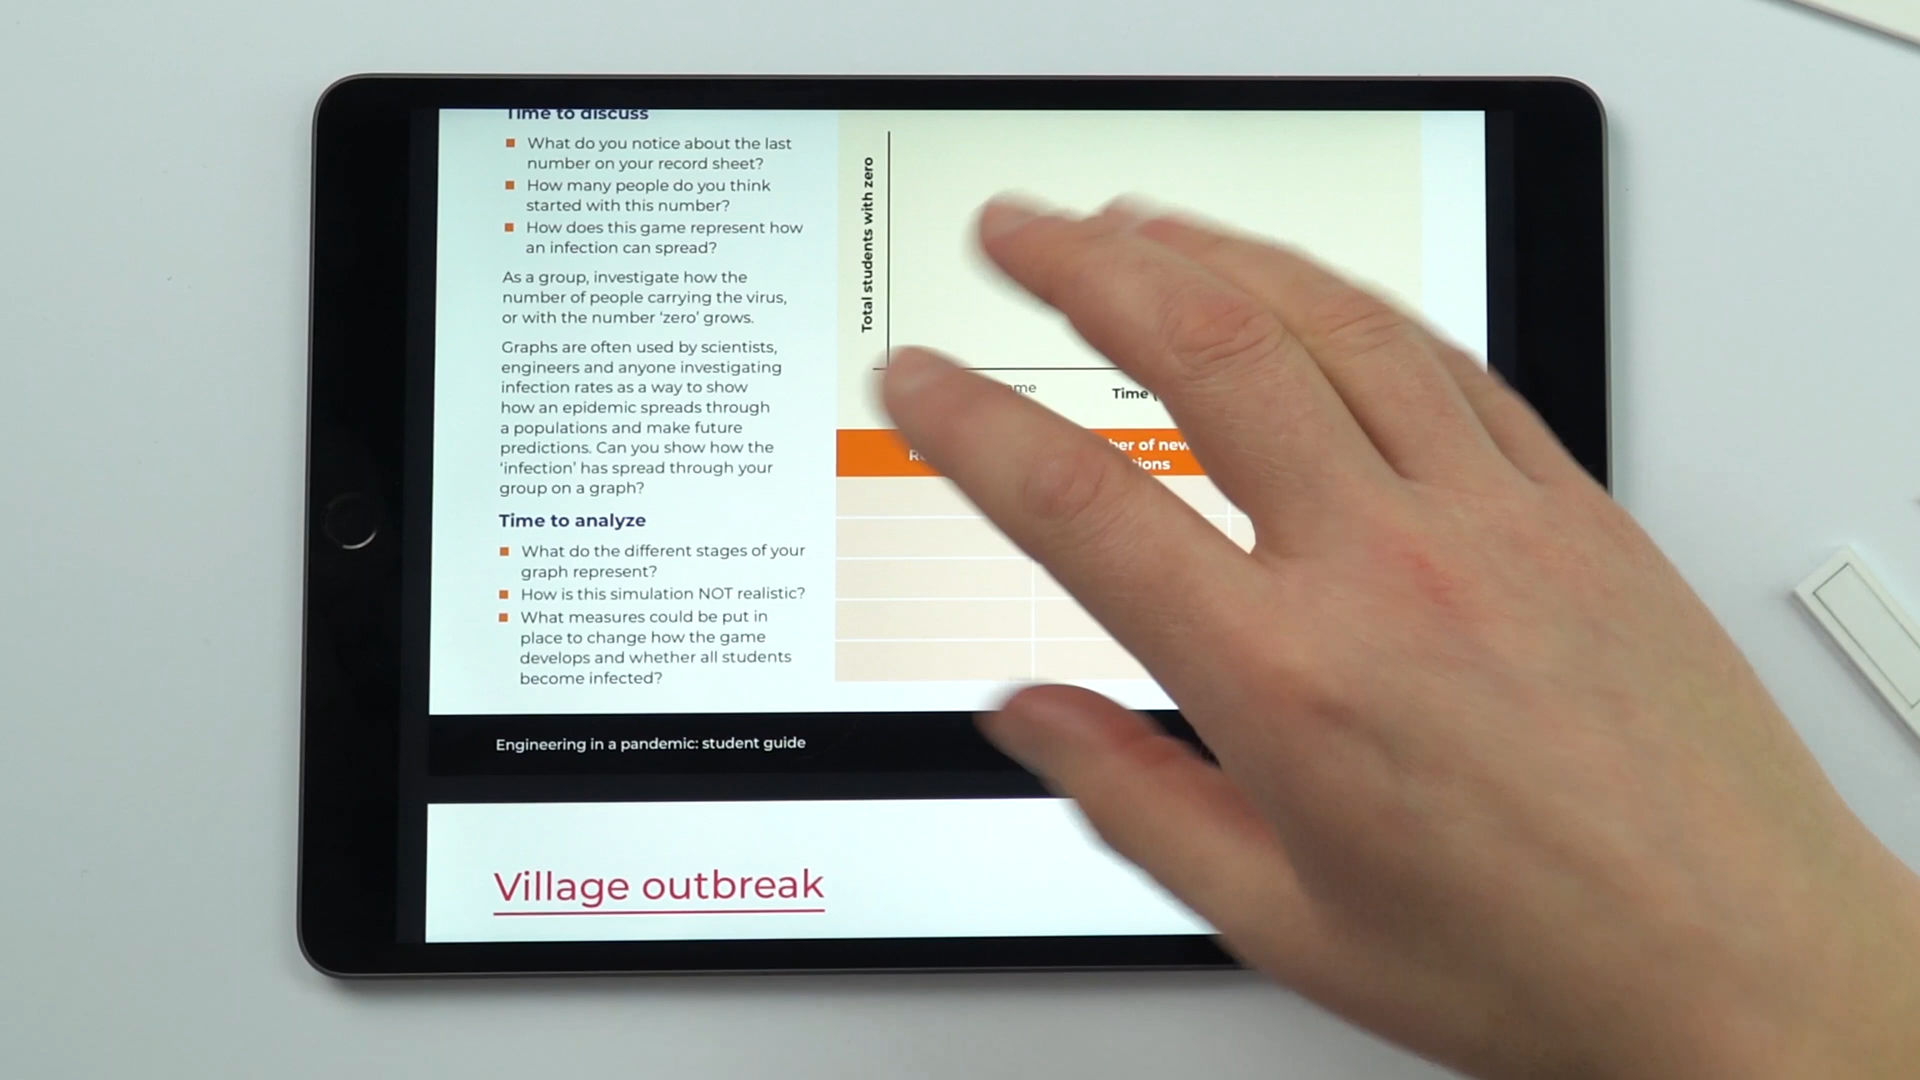 Time to discuss
What do you notice about the last
number on your record sheet?
How many people do you think
started with this number?
How does this game represent how
an infection can spread?
As a group, investigate how the
number of people carrying the virus,
or with the number ‘zero’ grows.
Graphs are often used by scientists,
engineers and anyone investigating
infection rates as a way to show
how an epidemic spreads through
a populations and make future
predictions. Can you show how the
‘infection’ has spread through your
group on a graph?
Time to analyze
What do the different stages of your
graph represent?
How is this simulation NOT realistic?
What measures could be put in
place to change how the game
develops and whether all students
become infected?
Total students with zero
Time
of new
Engineering in a pandemic: student guide
Village outbreak